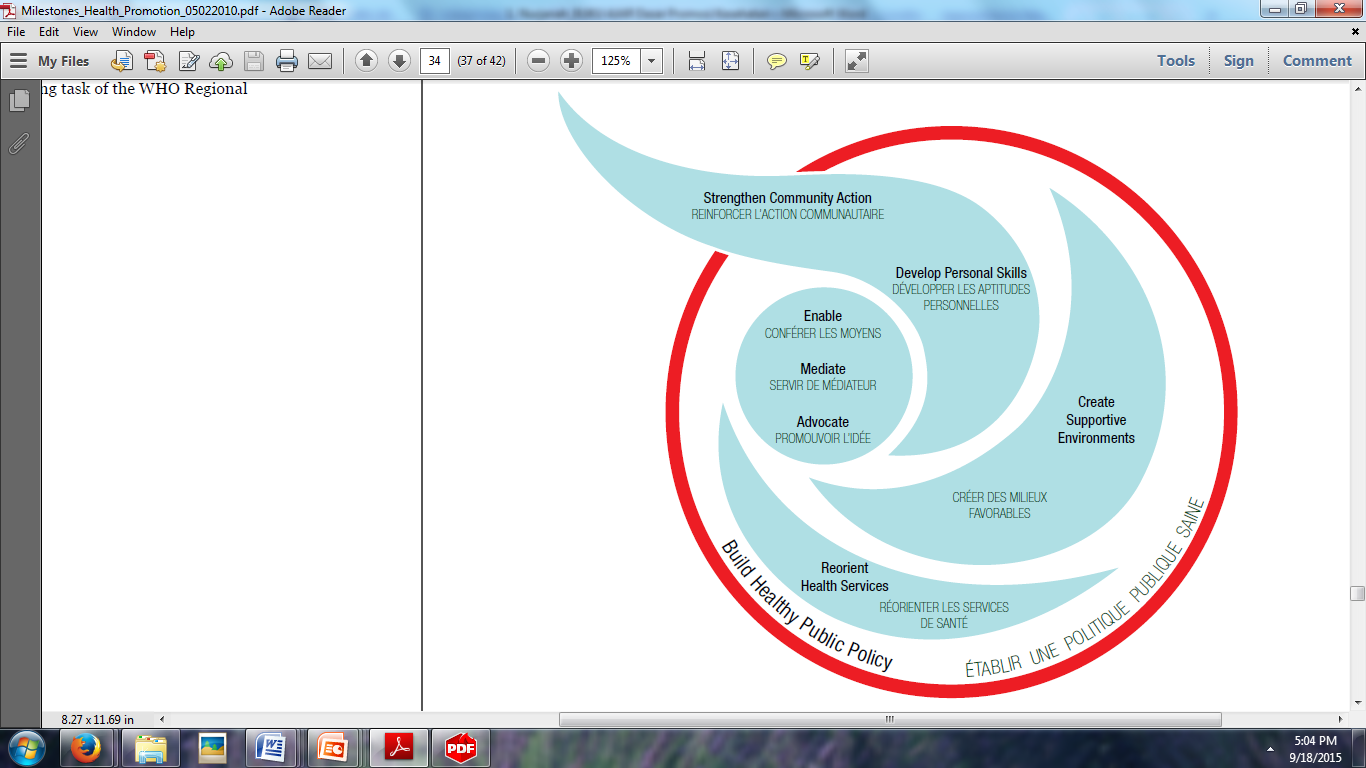 Milestones_Health_Promotion_05022010.pdf - Adobe Reader
File Edit View Window Help
My Files 34 (37 of 42) 125% Tools Sign Comment
ng task of the WHO Regional
Strengthen Community Action
REINFORCER L'ACTION COMMUNAUTAIRE
Develop Personal Skills
DÉVELOPPER LES APTITUDES
PERSONNELLES
Enable
CONFÉRER LES MOYENS
Mediate
SERVIR DE MÉDIATEUR
Advocate
PROMOUVOIR L'IDÉE
Create
Supportive
Environments
CRÉER DES MILIEUX
FAVORABLES
Reorient
Health Services
RÉORIENTER LES SERVICES
DE SANTÉ
Build Healthy Public Policy
ÉTABLIR UNE POLITIQUE PUBLIQUE SAINE
8.27 x 11.69 in
PDF
5:04 PM
9/18/2015